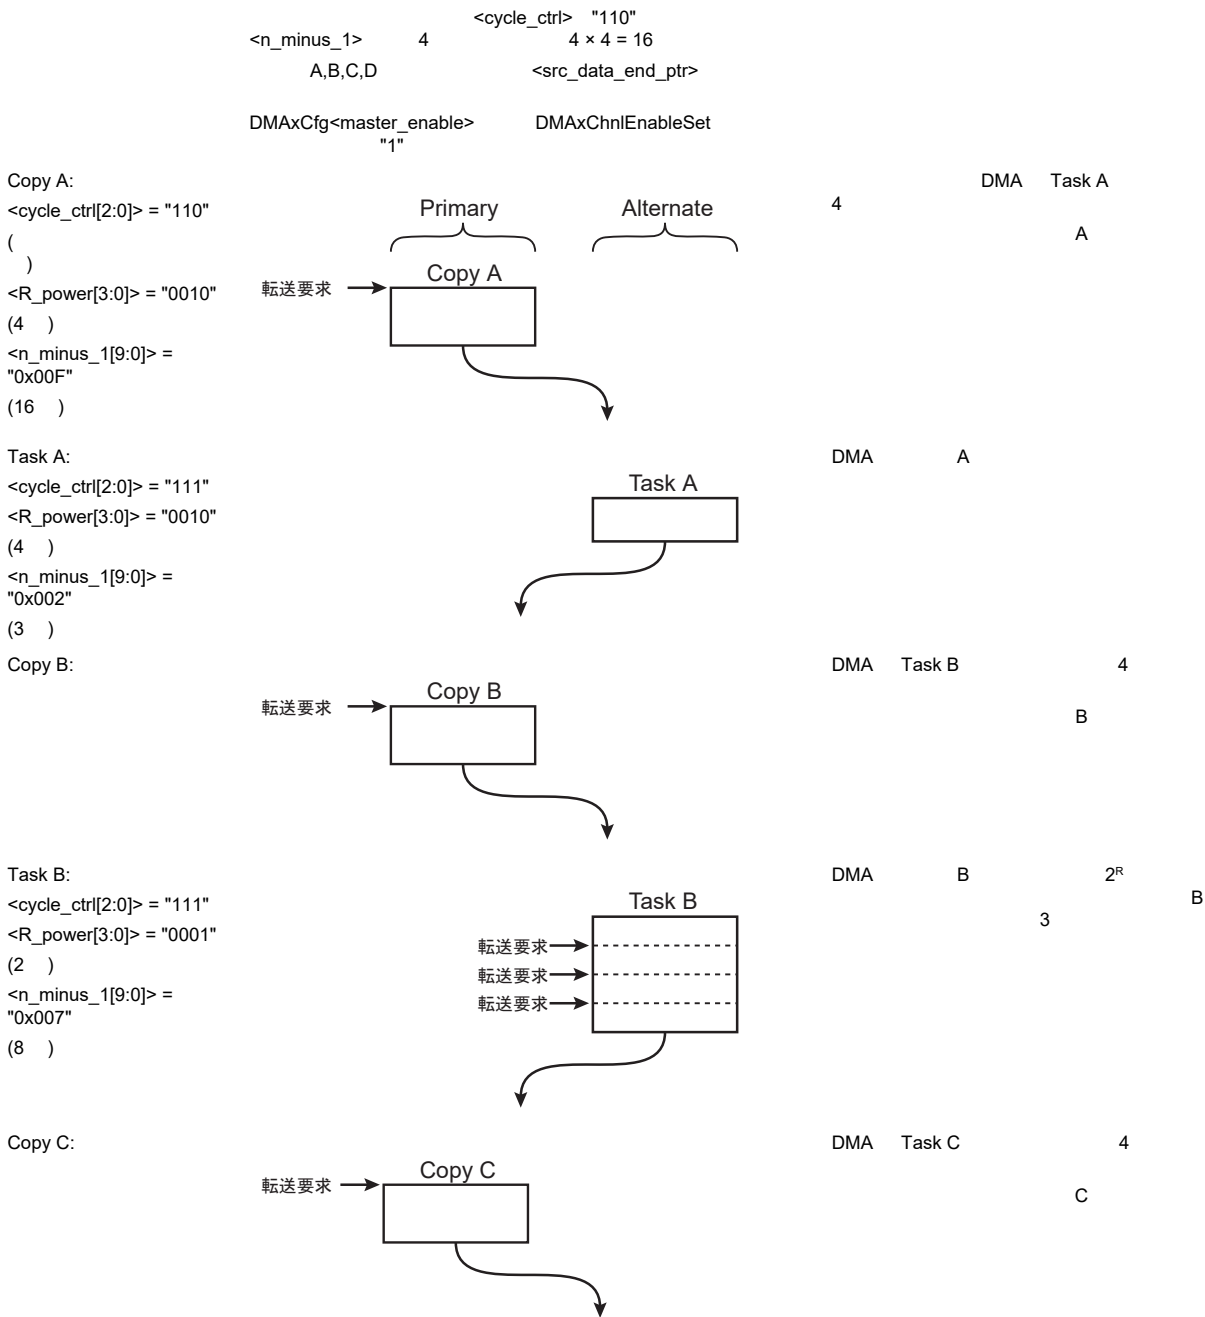 <cycle_ctrl> "110"
<n_minus_1> 4 4 × 4 = 16
A,B,C,D <src_data_end_ptr>
DMAxCfg<master_enable> DMAxChnlEnableSet
"1"
Copy A:
<cycle_ctrl[2:0]> = "110"
(
)
<R_power[3:0]> = "0010"
(4 )
<n_minus_1[9:0]> =
"0x00F"
(16 )
Primary Alternate
Copy A
転送要求
DMA Task A
4
A
Task A:
<cycle_ctrl[2:0]> = "111"
<R_power[3:0]> = "0010"
(4 )
<n_minus_1[9:0]> =
"0x002"
(3 )
Task A
DMA A
Copy B:
Copy B
転送要求
DMA Task B 4
B
Task B:
<cycle_ctrl[2:0]> = "111"
<R_power[3:0]> = "0001"
(2 )
<n_minus_1[9:0]> =
"0x007"
(8 )
Task B
転送要求
転送要求
転送要求
DMA B 2ᴿ
B
3
Copy C:
Copy C
転送要求
DMA Task C 4
C